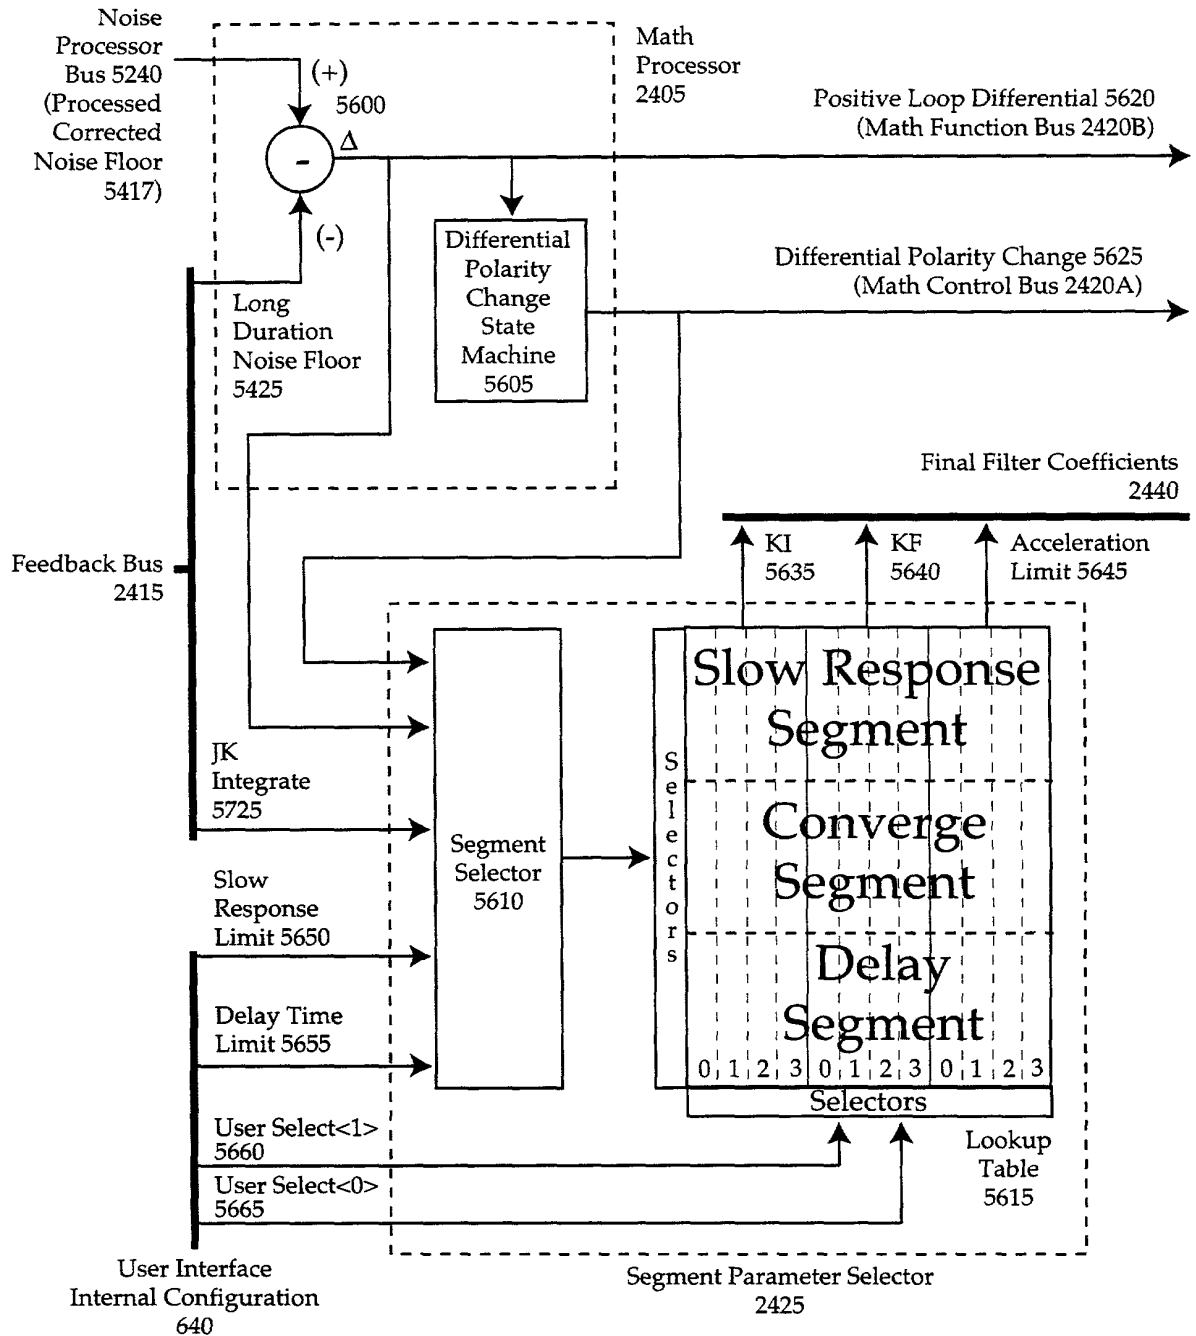 Noise
Processor
Bus 5240
(Processed
Corrected
Noise Floor
5417)
(+)
5600
Δ
-
(-)
Math
Processor
2405
Positive Loop Differential 5620
(Math Function Bus 2420B)
Differential
Polarity
Change
State
Machine
5605
Differential Polarity Change 5625
(Math Control Bus 2420A)
Long
Duration
Noise Floor
5425
Final Filter Coefficients
2440
Feedback Bus
2415
KI
5635
KF
5640
Acceleration
Limit 5645
JK
Integrate
5725
Slow
Response
Limit 5650
Delay Time
Limit 5655
User Select<1>
5660
User Select<0>
5665
Segment
Selector
5610
Selectors
Slow Response
Segment
Converge
Segment
Delay
Segment
0 1 2 3 0 1 2 3 0 1 2 3
Selectors
Lookup
Table
5615
User Interface
Internal Configuration
640
Segment Parameter Selector
2425